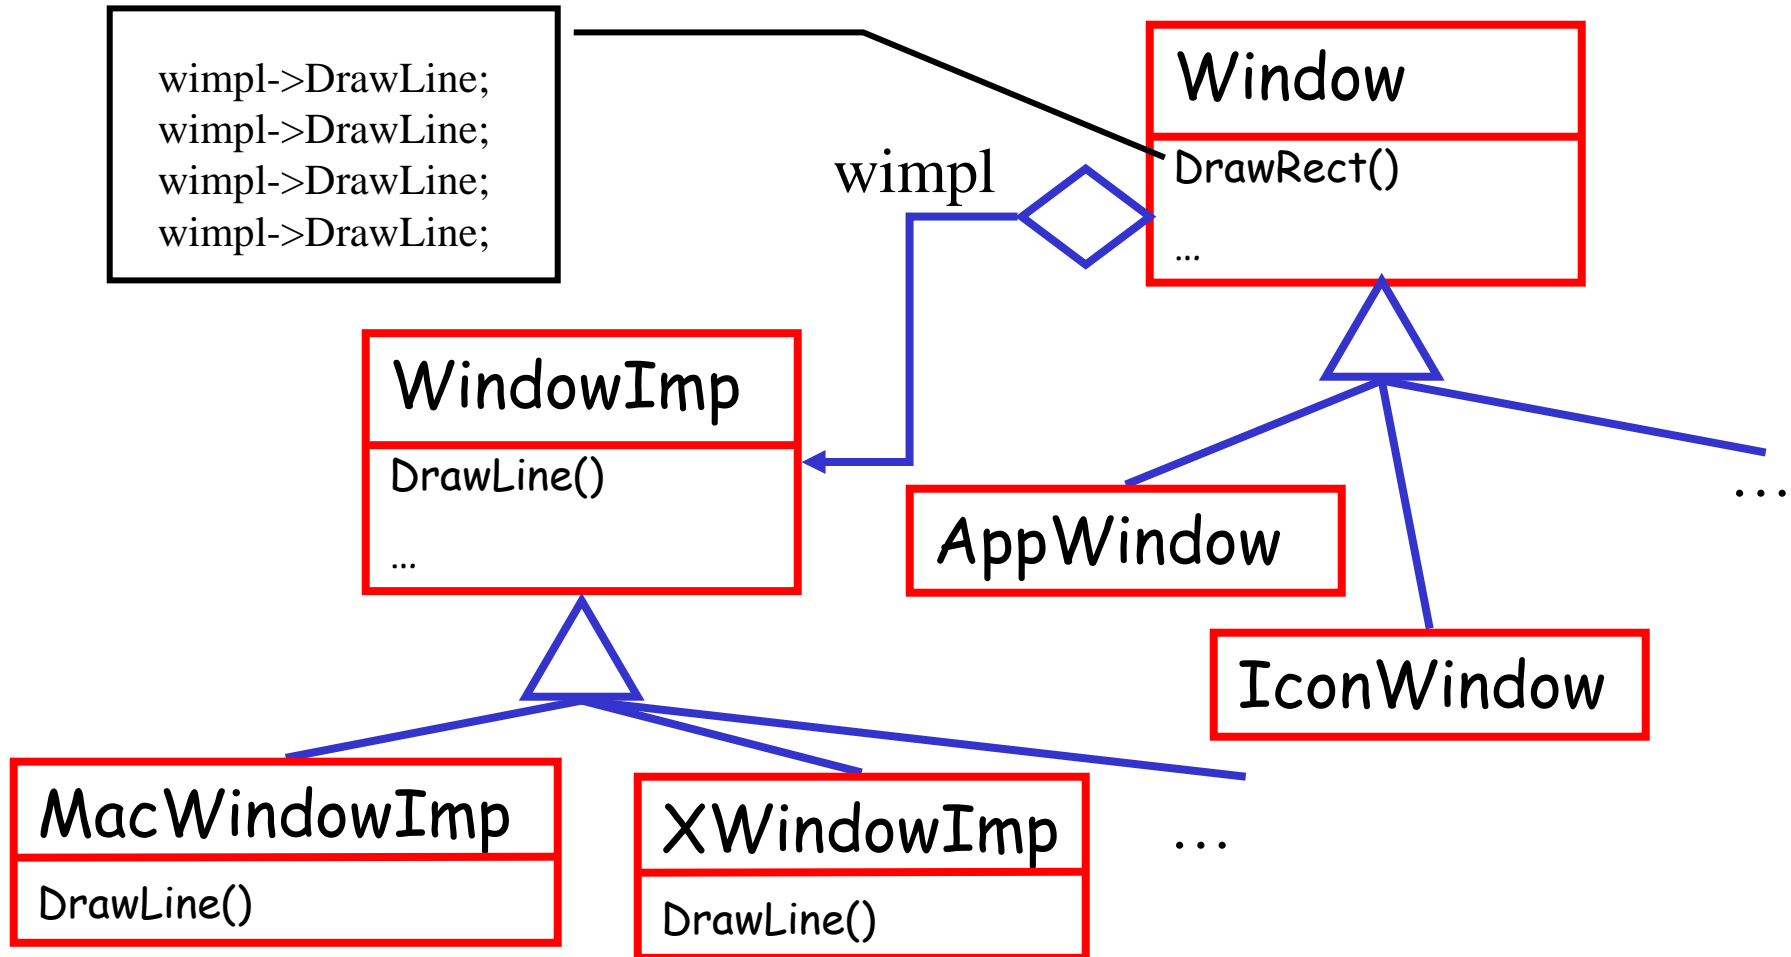 wimpl->DrawLine;
wimpl->DrawLine;
wimpl->DrawLine;
wimpl->DrawLine;
Window
DrawRect()
...
wimpl
WindowImp
DrawLine()
...
AppWindow
...
IconWindow
MacWindowImp
DrawLine()
XWindowImp
DrawLine()
...